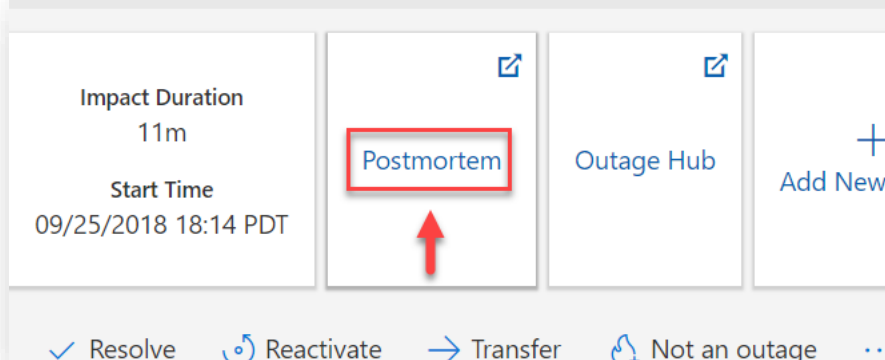 Impact Duration
11m
Start Time
09/25/2018 18:14 PDT
Postmortem
Outage Hub
Add New
Resolve
Reactivate
Transfer
Not an outage